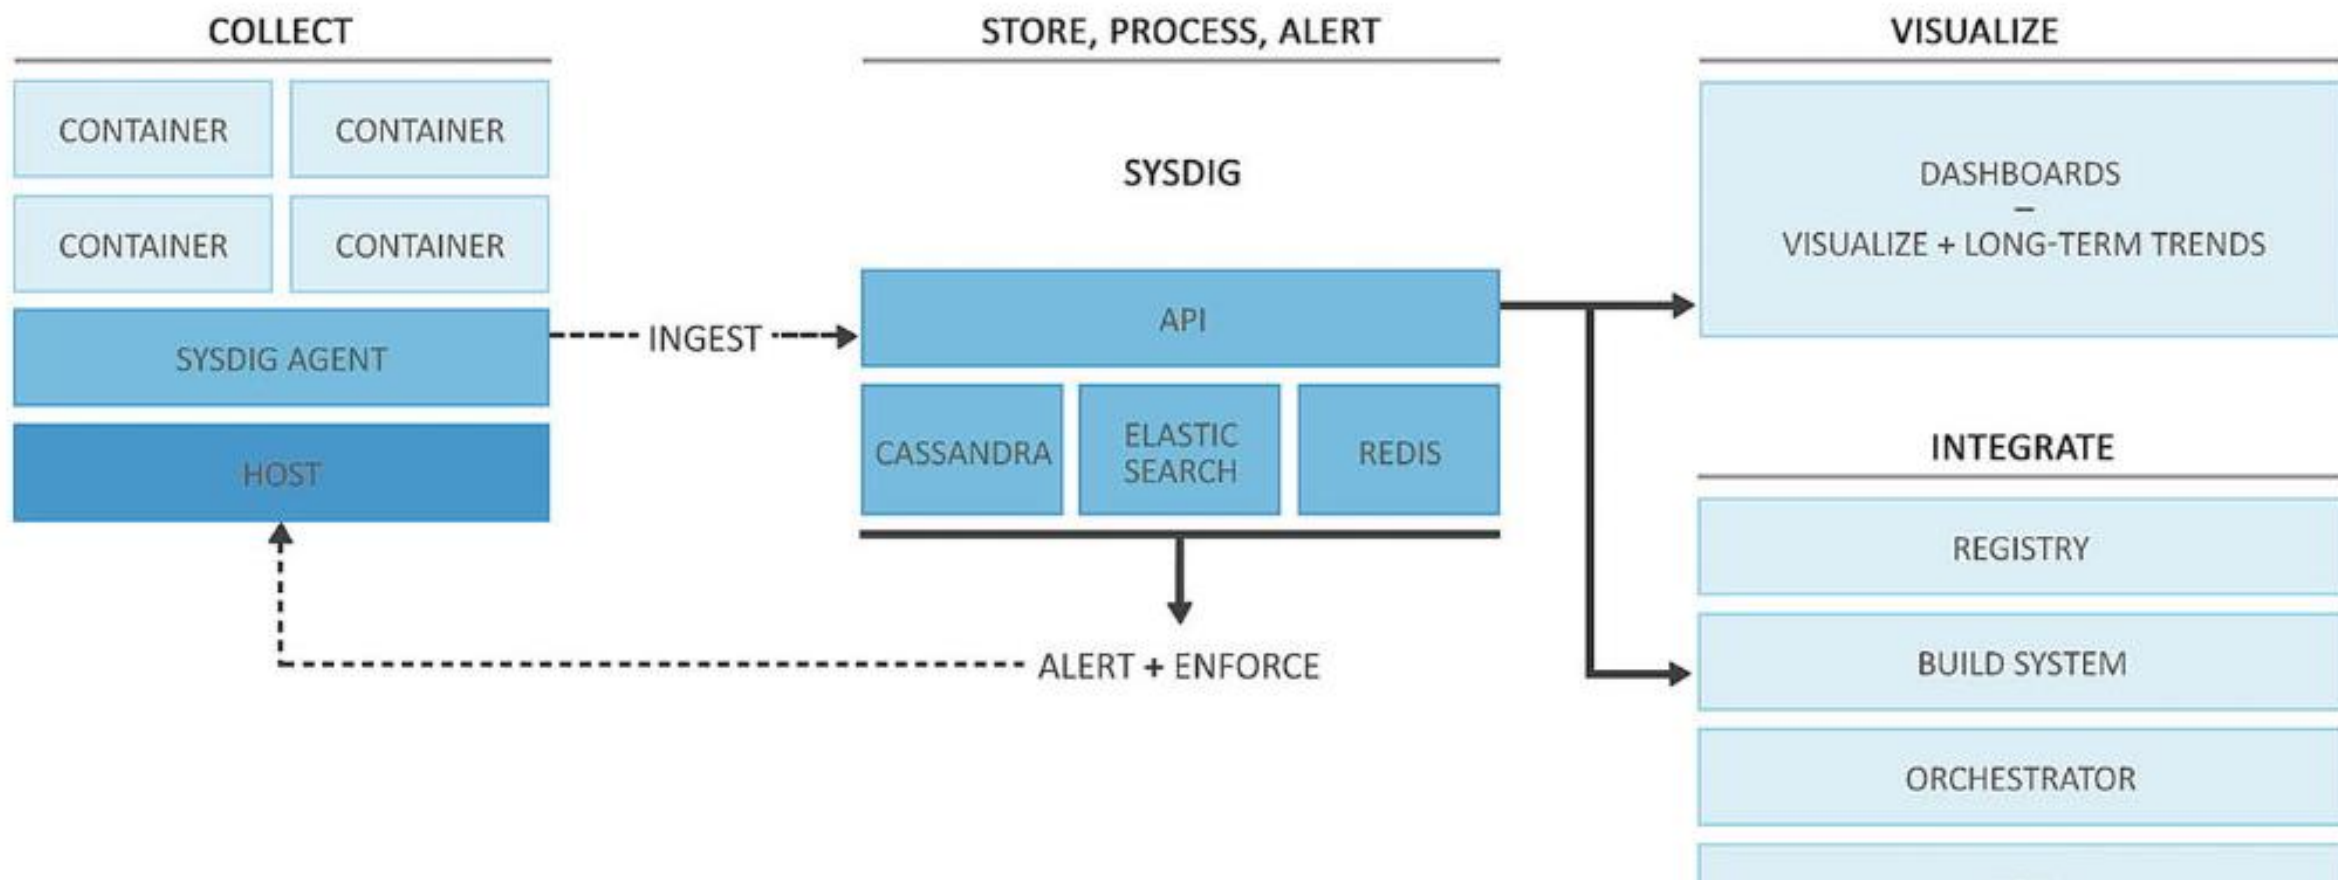 COLLECT
CONTAINER
CONTAINER
CONTAINER
CONTAINER
SYSDIG AGENT
HOST
INGEST
STORE, PROCESS, ALERT
SYSDIG
API
CASSANDRA
ELASTIC
SEARCH
REDIS
ALERT + ENFORCE
VISUALIZE
DASHBOARDS
–
VISUALIZE + LONG-TERM TRENDS
INTEGRATE
REGISTRY
BUILD SYSTEM
ORCHESTRATOR